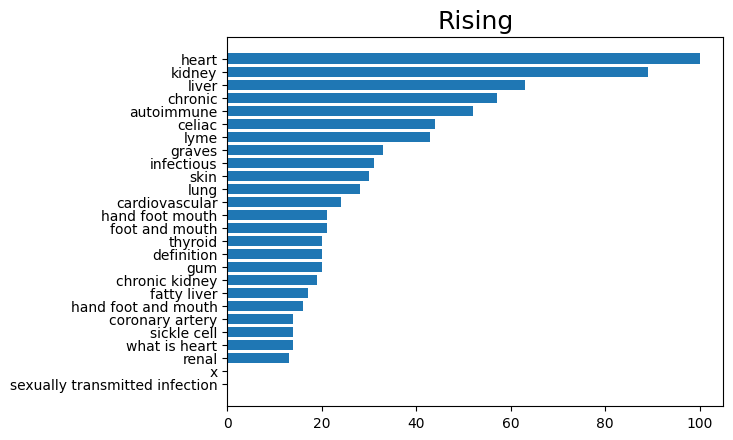 Rising
heart
kidney
liver
chronic
autoimmune
celiac
lyme
graves
infectious
skin
lung
cardiovascular
hand foot mouth
foot and mouth
thyroid
definition
gum
chronic kidney
fatty liver
hand foot and mouth
coronary artery
sickle cell
what is heart
renal
x
sexually transmitted infection
0 20 40 60 80 100